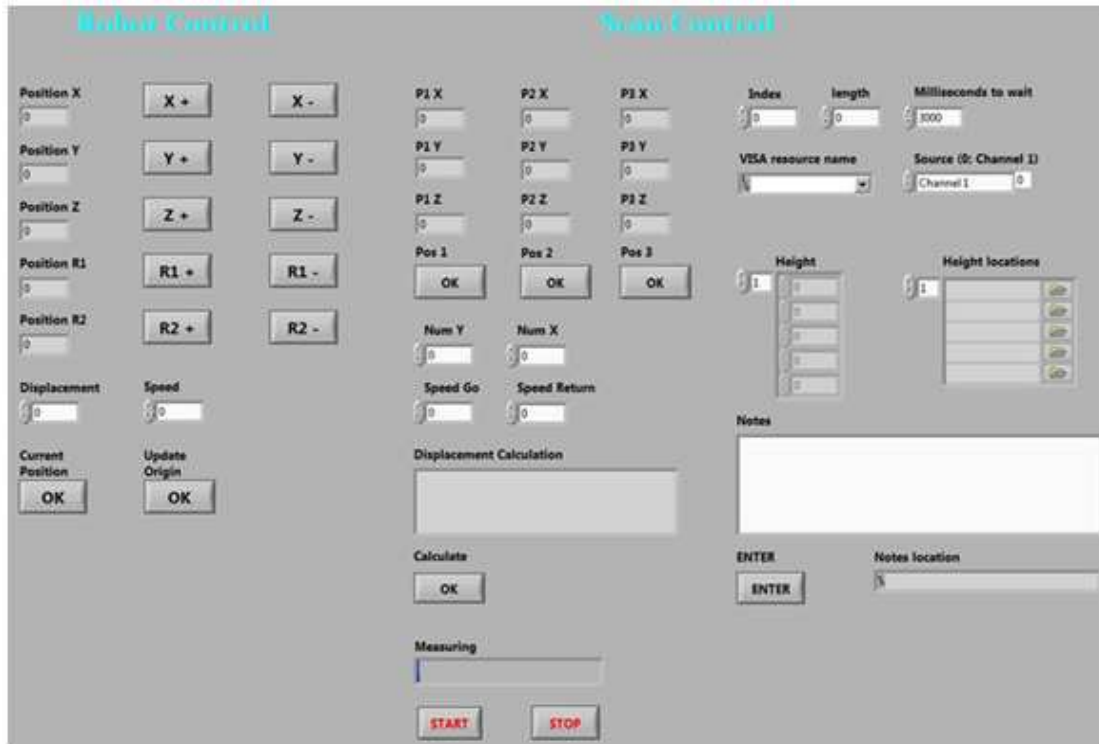 Robot Control
Scan Control
Position X
0
X +
X -
Position Y
0
Y +
Y -
Position Z
0
Z +
Z -
Position R1
0
R1 +
R1 -
Position R2
0
R2 +
R2 -
Displacement
0
Speed
0
Current
Position
OK
Update
Origin
OK
P1 X
0
P2 X
0
P3 X
0
P1 Y
0
P2 Y
0
P3 Y
0
P1 Z
0
P2 Z
0
P3 Z
0
Pos 1
OK
Pos 2
OK
Pos 3
OK
Num Y
0
Num X
0
Speed Go
0
Speed Return
0
Displacement Calculation
Calculate
OK
Measuring
START
STOP
Index
0
length
0
Milliseconds to wait
3000
VISA resource name
Source (0: Channel 1)
Channel 1
0
Height
1
0
0
0
0
0
Height locations
1
Notes
ENTER
ENTER
Notes location